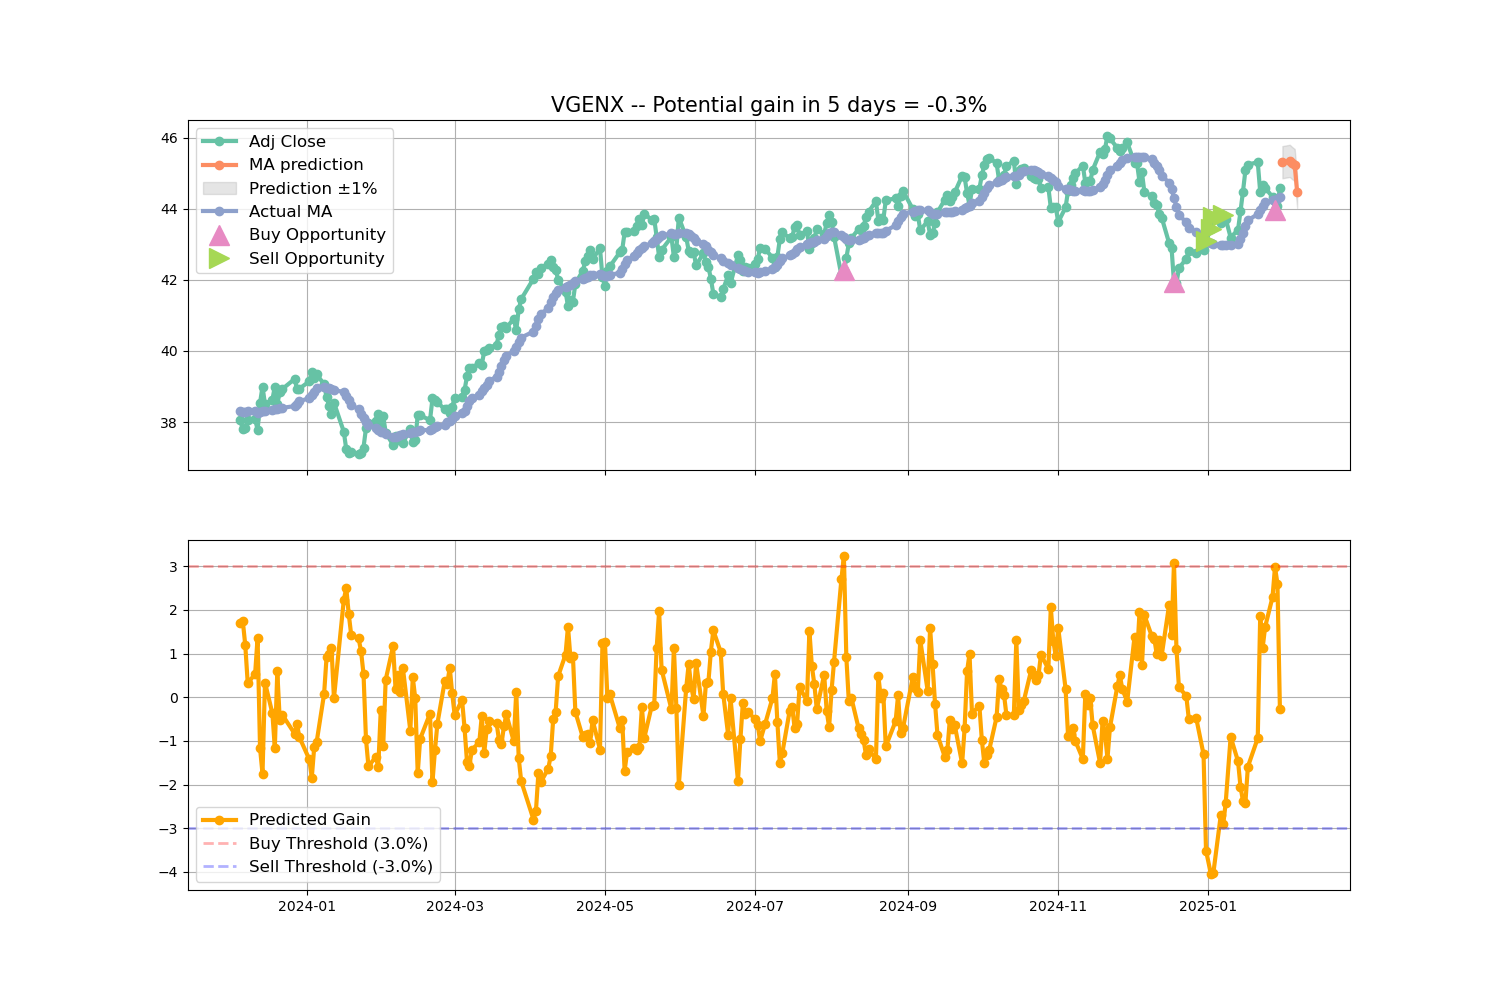 VGENX -- Potential gain in 5 days = -0.3%
46
44
42
40
38
Adj Close
MA prediction
Prediction ±1%
Actual MA
Buy Opportunity
Sell Opportunity
3
2
1
0
−1
−2
−3
−4
Predicted Gain
Buy Threshold (3.0%)
Sell Threshold (-3.0%)
2024-01 2024-03 2024-05 2024-07 2024-09 2024-11 2025-01